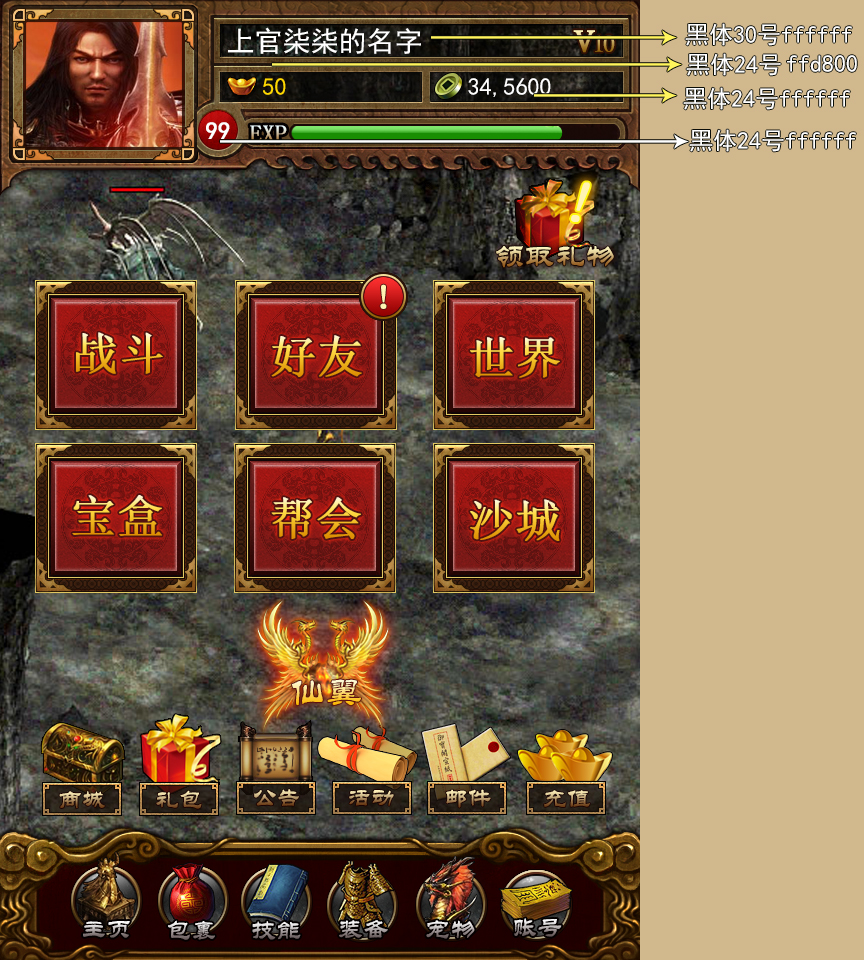 上官柒柒的名字
V10
黑体30号ffffff
50
黑体24号 ffd800
34,5600
黑体24号ffffff
99
EXP
黑体24号ffffff
领取礼物
战斗
好友
!
世界
宝盒
帮会
沙城
仙翼
商城
礼包
公告
活动
邮件
充值
主页
包裹
技能
装备
宠物
账号